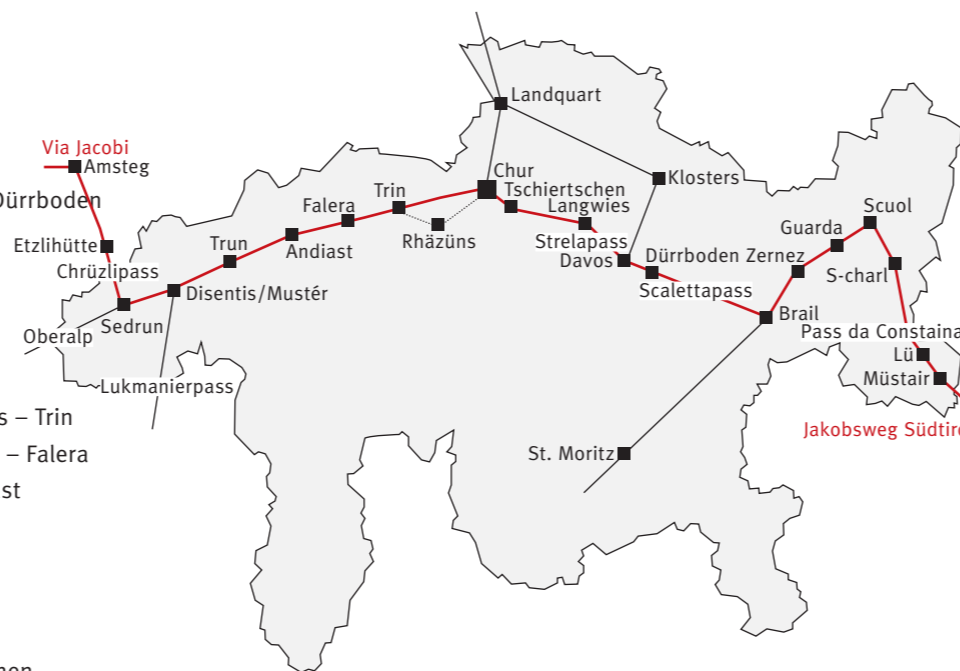 Landquart
Via Jacobi
Amsteg
Chur
Klosters
Tschiertschen
Trin
Dürrboden
Falera
Langwies
Scuol
Guarda
Rhäzüns
Strelapass
Etzlihütte
Trun
Andiast
Davos
Dürrboden
Zernez
S-charl
Chrüzlipass
Scalettapass
Disentis/Mustér
Brail
Sedrun
Oberalp
Pass da Constaina
Lü
Müstair
Lukmanierpass
– Trin
Jakobsweg
St. Moritz
– Falera